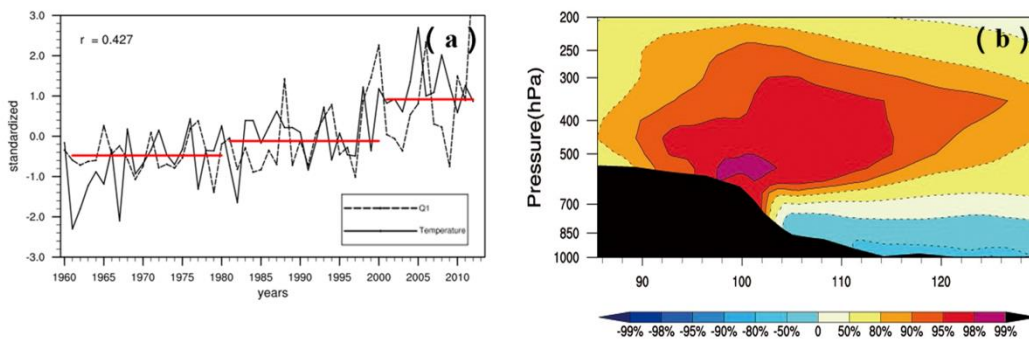 3.0
2.0
1.0
0.0
-1.0
-2.0
-3.0
standardized
r = 0.427
( a )
Q1
Temperature
1960 1965 1970 1975 1980 1985 1990 1995 2000 2005 2010
years
200
250
300
400
500
700
850
1000
Pressure(hPa)
( b )
90 100 110 120
-99% -98% -95% -90% -80% -50% 0 50% 80% 90% 95% 98% 99%